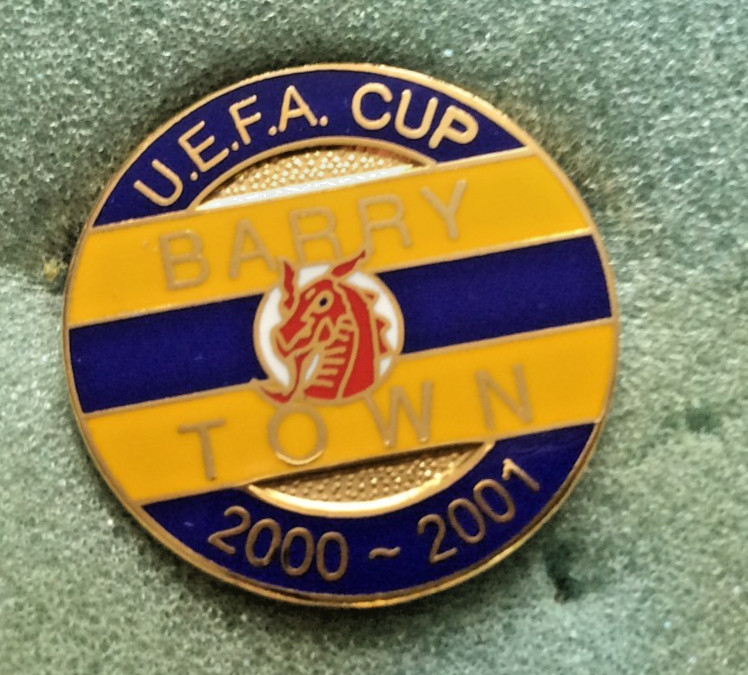 U.E.F.A. CUP
BARRY
TOWN
2000 ~ 2001